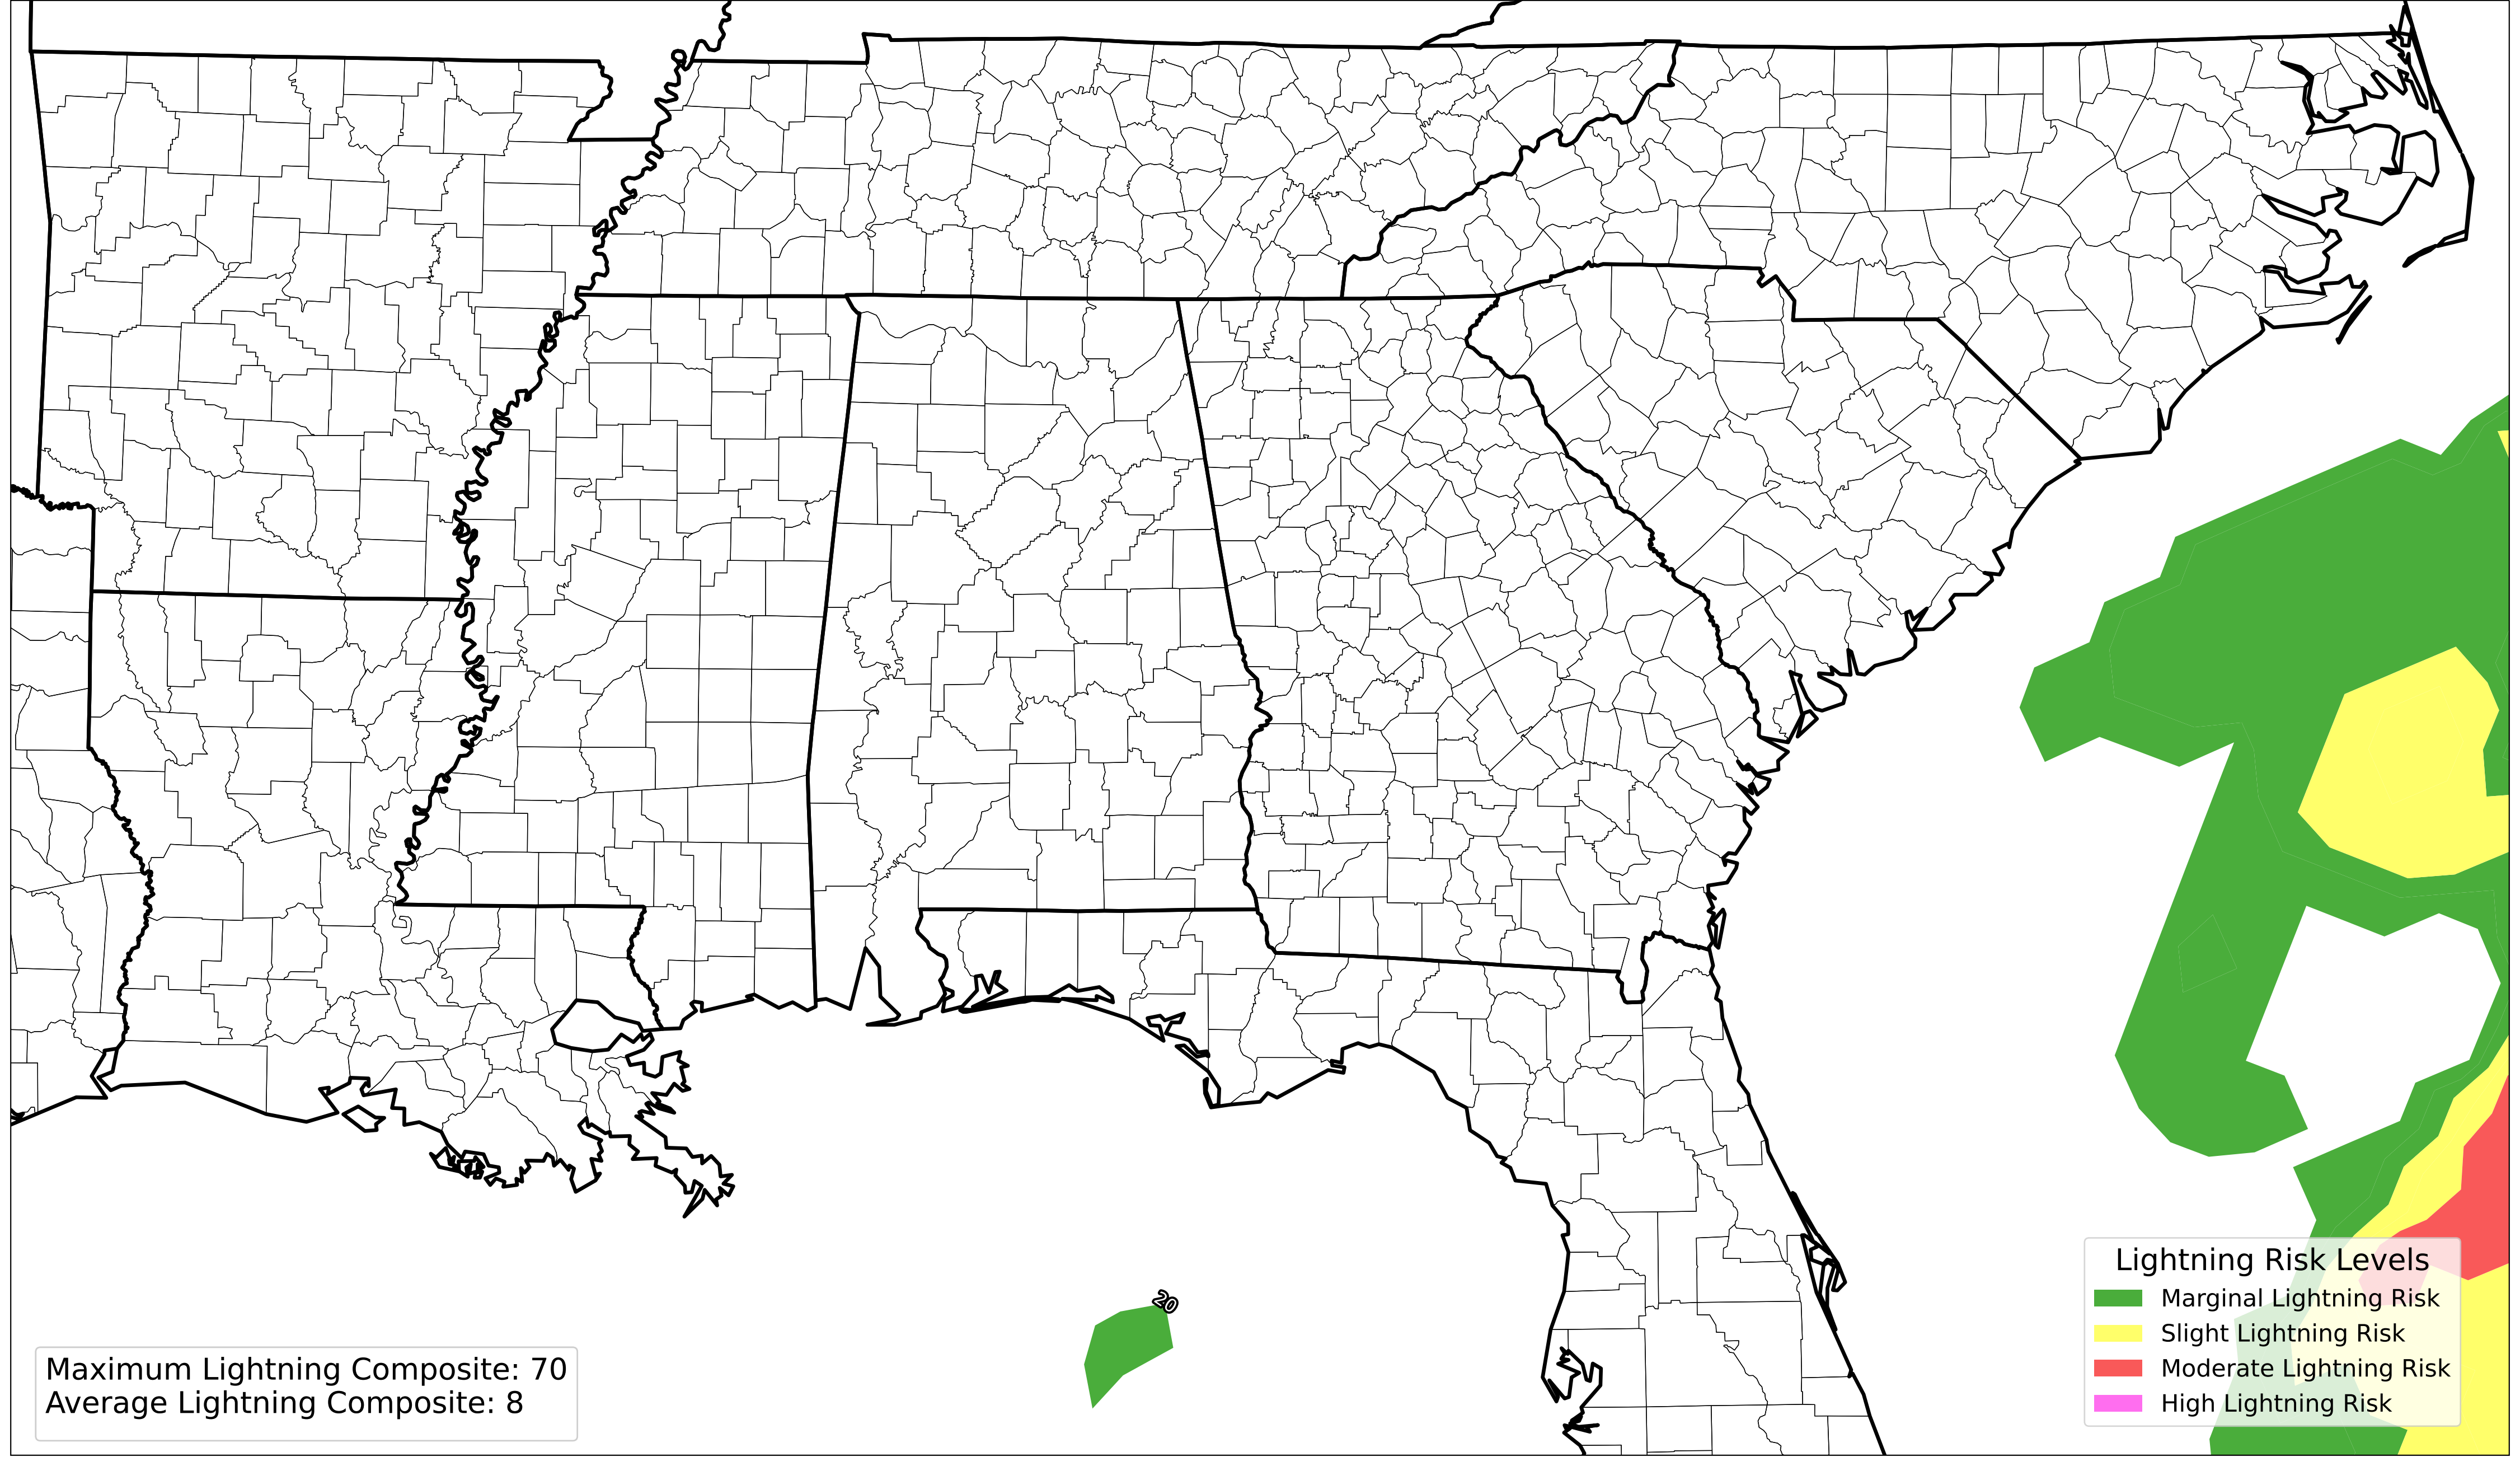 20
Maximum Lightning Composite: 70
Average Lightning Composite: 8
Lightning Risk Levels
Marginal Lightning Risk
Slight Lightning Risk
Moderate Lightning Risk
High Lightning Risk